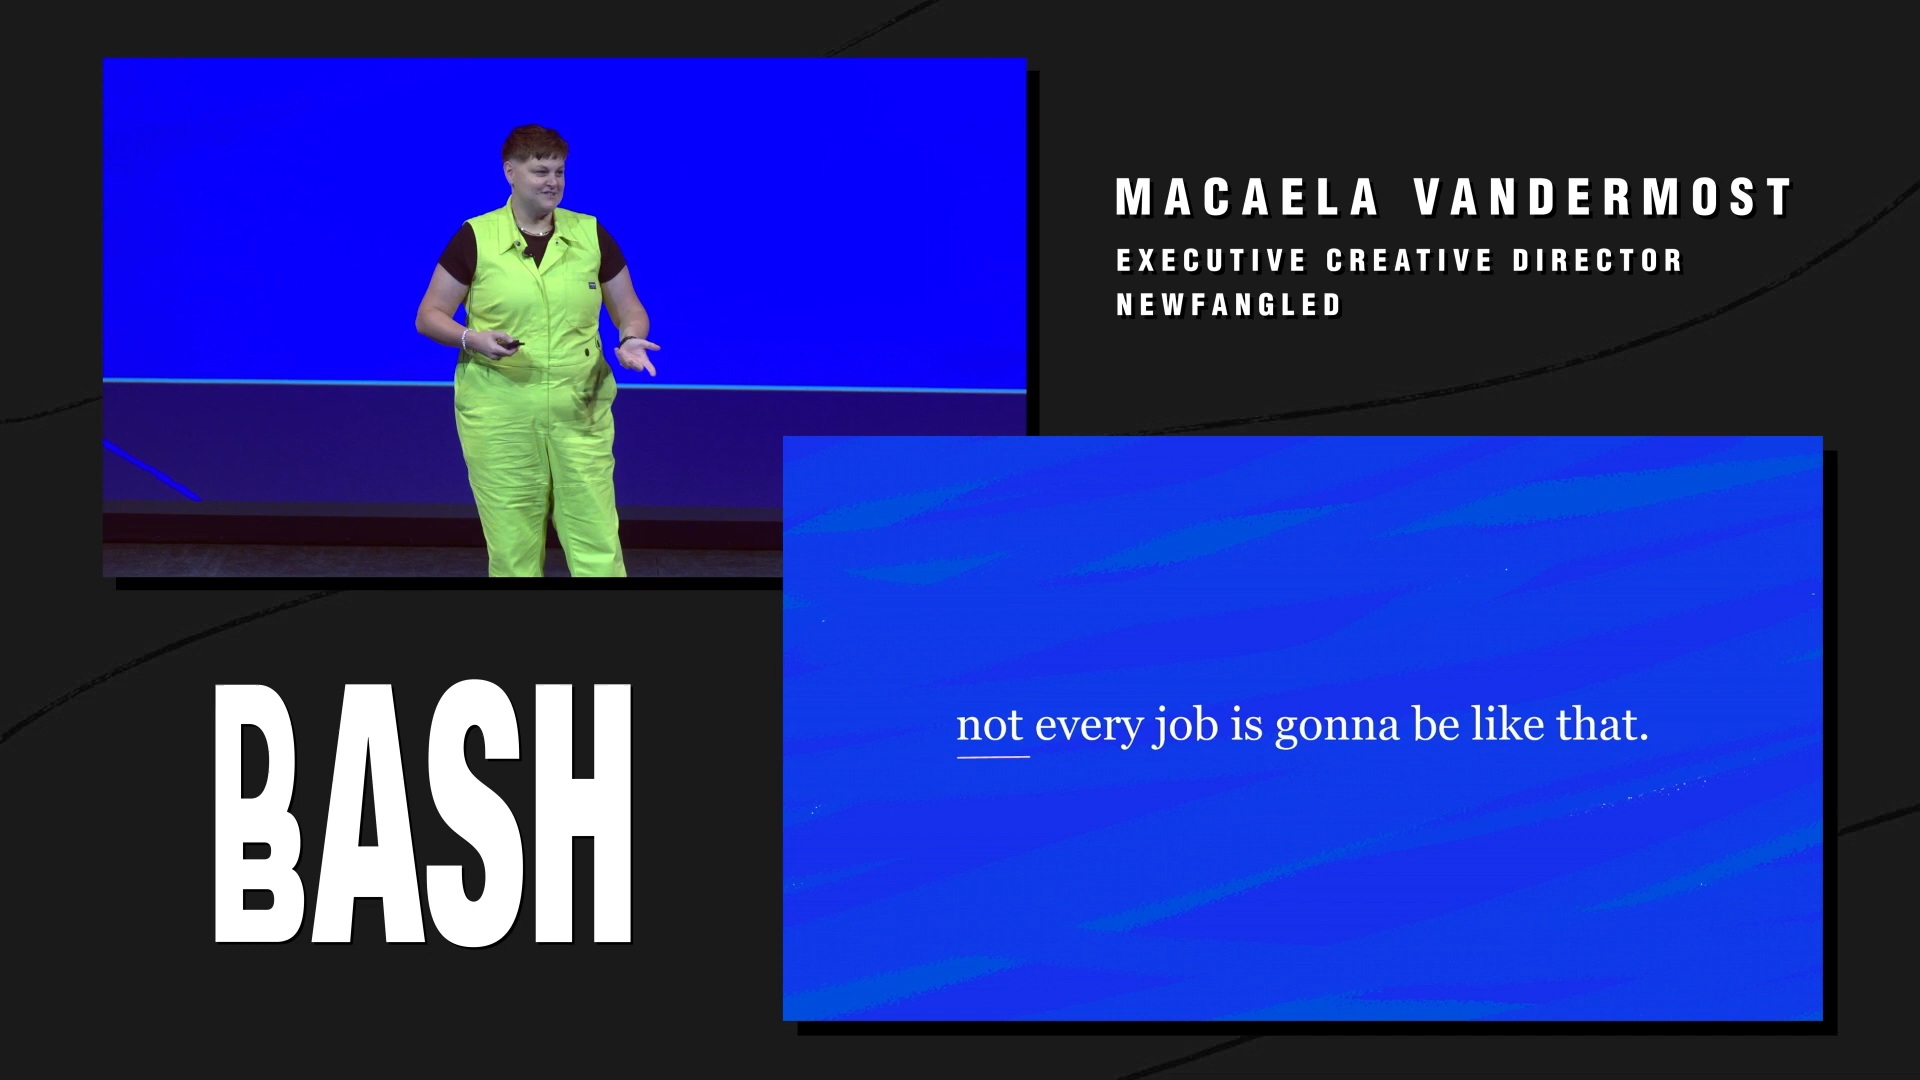 MACAELA VANDERMOST
EXECUTIVE CREATIVE DIRECTOR
NEWFANGLED
BASH
not every job is gonna be like that.